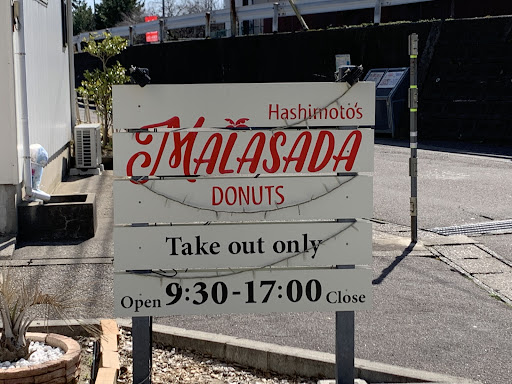 Hashimoto's
MALASADA
DONUTS
Take out only
Open 9:30-17:00 Close